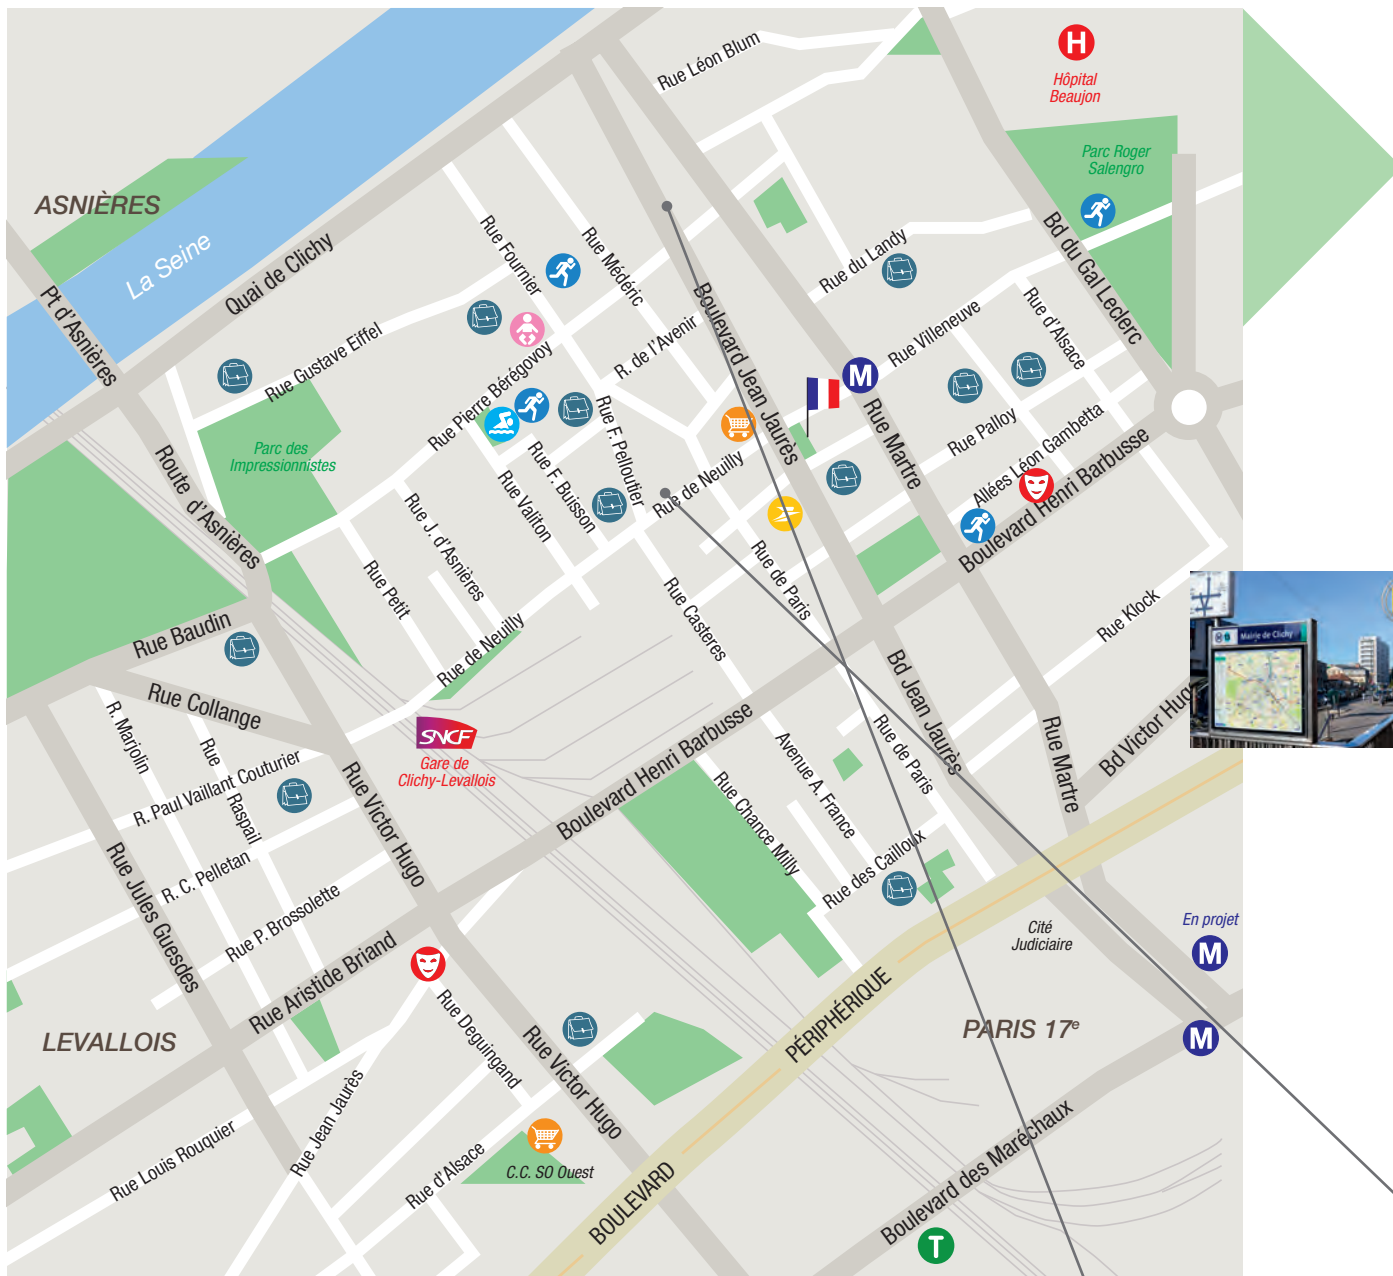 Rue Léon Blum
H
Hôpital
Beaujon
Parc Roger
Salengro
ASNIÈRES
La Seine
Quai de Clichy
Pt d'Asnières
Rue Fournier
Rue Médéric
Rue du Landy
Bd du Gal Leclerc
Rue Gustave Eiffel
Boulevard Jean Jaurès
R. de l'Avenir
Rue Villeneuve
Rue d'Alsace
M
Rue Pierre Bérégovoy
Rue F. Pelloutier
Rue Martre
Rue Palloy
Allées Léon Gambetta
Parc des
Impressionnistes
Route d'Asnières
Rue F. Buisson
Rue Valiton
Rue de Neuilly
Boulevard Henri Barbusse
Rue J. d'Asnières
Rue Petit
Rue de Paris
Rue Casteres
Rue Klock
Rue Baudin
Rue de Neuilly
Mairie de Clichy
Rue Collange
R. Marjolin
Rue
Raspail
SNCF
Gare de
Clichy-Levallois
Bd Jean Jaurès
Rue de Paris
Rue Martre
Bd Victor Hugo
R. Paul Vaillant Couturier
Rue Victor Hugo
Boulevard Henri Barbusse
Avenue A. France
Rue Chance Milly
Rue Jules Guesdes
R. C. Pelletan
Rue P. Brossolette
Rue des Cailloux
Cité
Judiciaire
En projet
M
Rue Aristide Briand
Rue Deguingand
PÉRIPHÉRIQUE
PARIS 17e
M
LEVALLOIS
Rue Victor Hugo
Rue Jean Jaurès
Rue Louis Rouquier
Rue d'Alsace
C.C. SO Ouest
BOULEVARD
Boulevard des Maréchaux
T